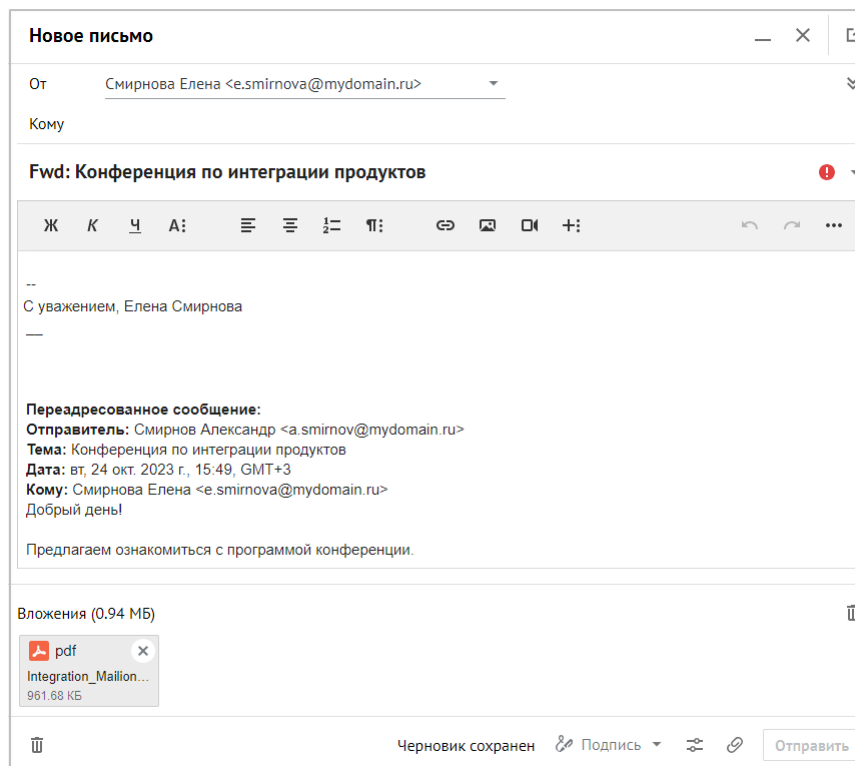 Новое письмо
От Смирнова Елена <e.smirnova@mydomain.ru>
Кому
Fwd: Конференция по интеграции продуктов
Ж К Ч А
--
С уважением, Елена Смирнова
__
Переадресованное сообщение:
Отправитель: Смирнов Александр <a.smirnov@mydomain.ru>
Тема: Конференция по интеграции продуктов
Дата: вт, 24 окт. 2023 г., 15:49, GMT+3
Кому: Смирнова Елена <e.smirnova@mydomain.ru>
Добрый день!
Предлагаем ознакомиться с программой конференции.
Вложения (0.94 МБ)
pdf
Integration_Mailion...
961.68 КБ
Черновик сохранен Подпись Отправить